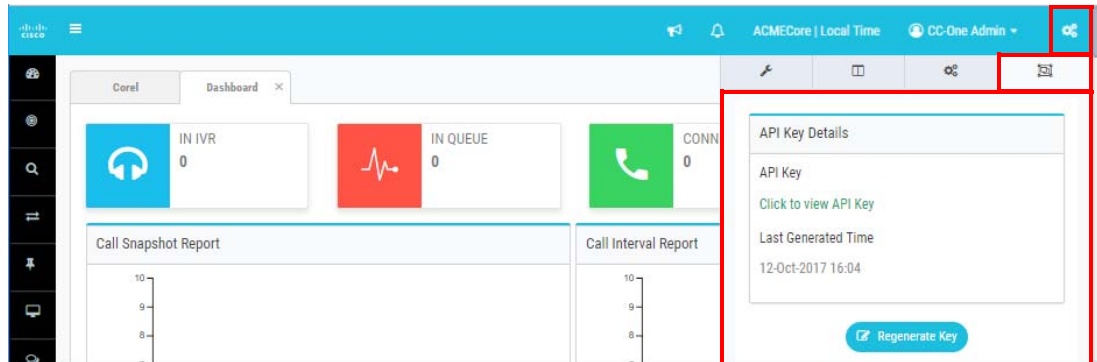 cisco
ACMECore | Local Time
CC-One Admin
Corel
Dashboard ×
IN IVR
0
IN QUEUE
0
CONN
0
API Key Details
API Key
Click to view API Key
Last Generated Time
12-Oct-2017 16:04
Regenerate Key
Call Snapshot Report
10
9
8
Call Interval Report
10
9
8